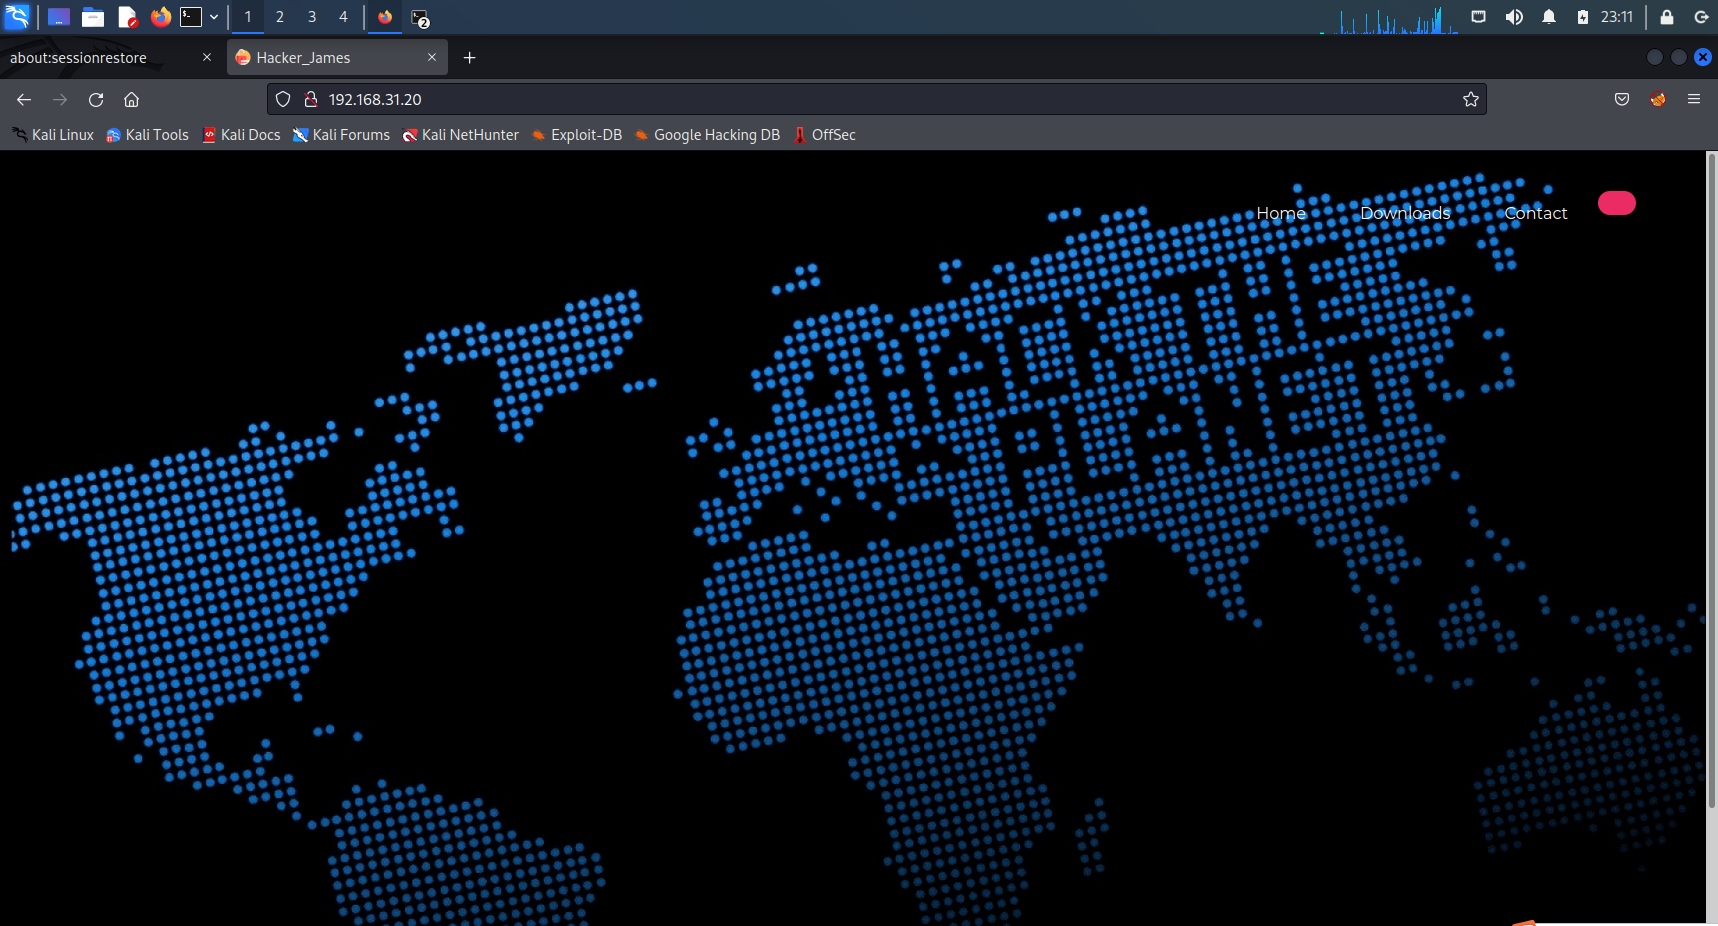 1 2 3 4 2 23:11
about:sessionrestore Hacker_James
192.168.31.20
Kali Linux Kali Tools Kali Docs Kali Forums Kali NetHunter Exploit-DB Google Hacking DB OffSec
Home Downloads Contact